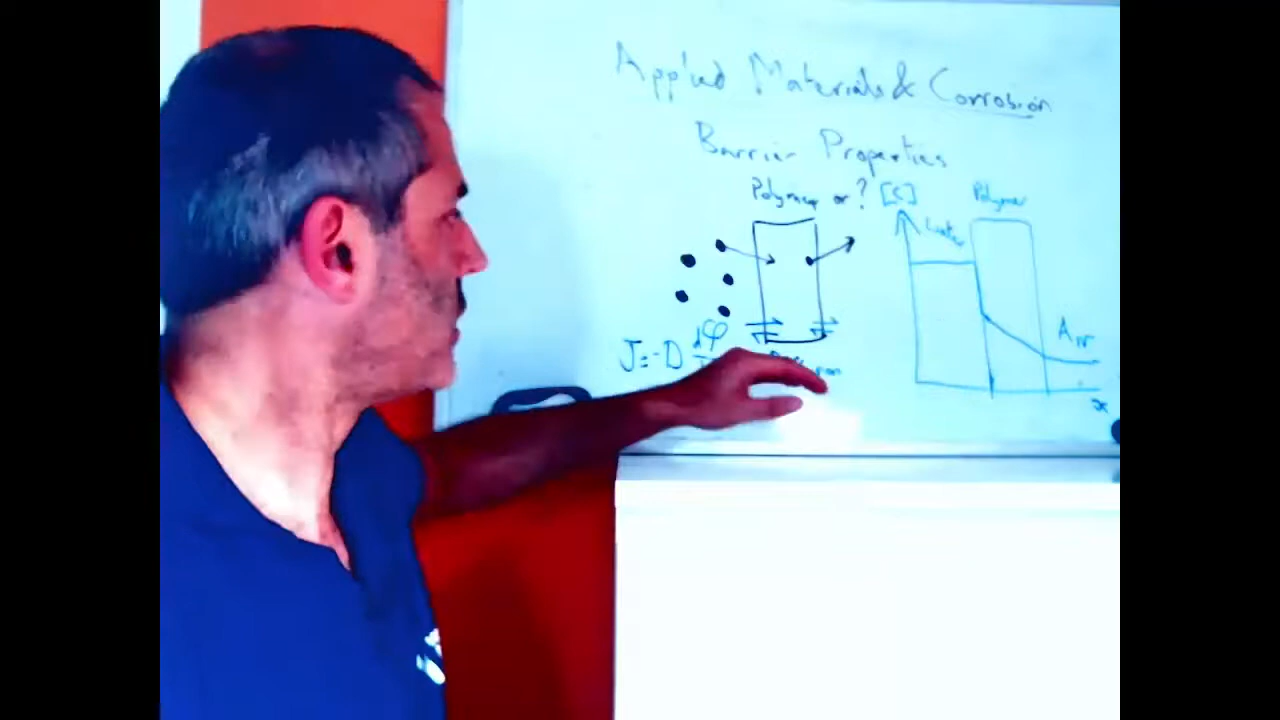 Applied Materials & Corrosion
Barrier Properties
Polymer or ?
[C]
Polymer
Water
Air
J = -D dφ
x